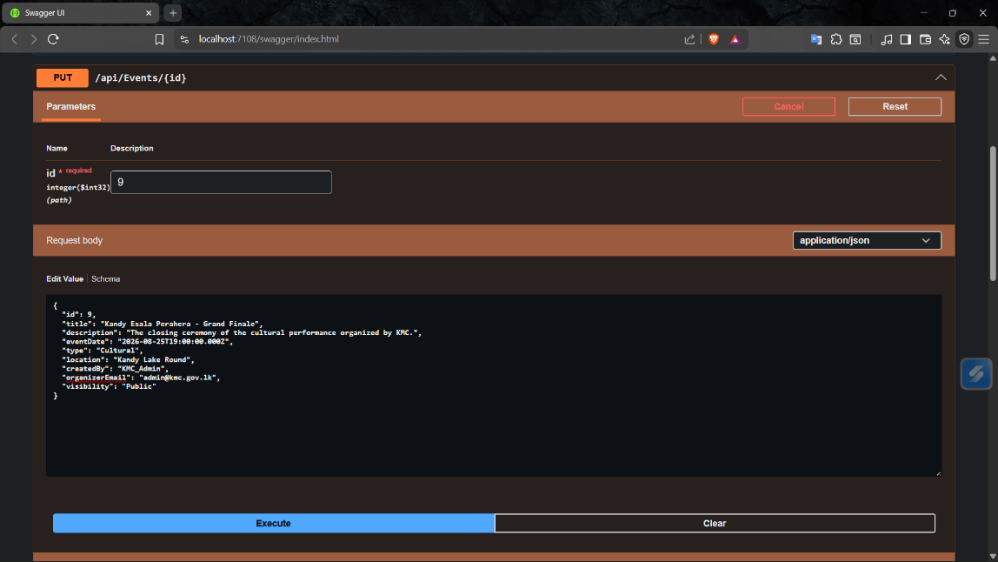 Swagger UI
localhost:7108/swagger/index.html
PUT /api/Events/{id}
Parameters
Cancel
Reset
Name Description
id * required
integer($int32)
(path)
9
Request body
application/json
Edit Value | Schema
{
"id": 9,
"title": "Kandy Esala Perahera - Grand Finale",
"description": "The closing ceremony of the cultural performance organized by KMC.",
"eventDate": "2026-08-25T19:00:00.000Z",
"type": "Cultural",
"location": "Kandy Lake Round",
"createdBy": "KMC_Admin",
"organizerEmail": "admin@kmc.gov.lk",
"visibility": "Public"
}
Execute
Clear